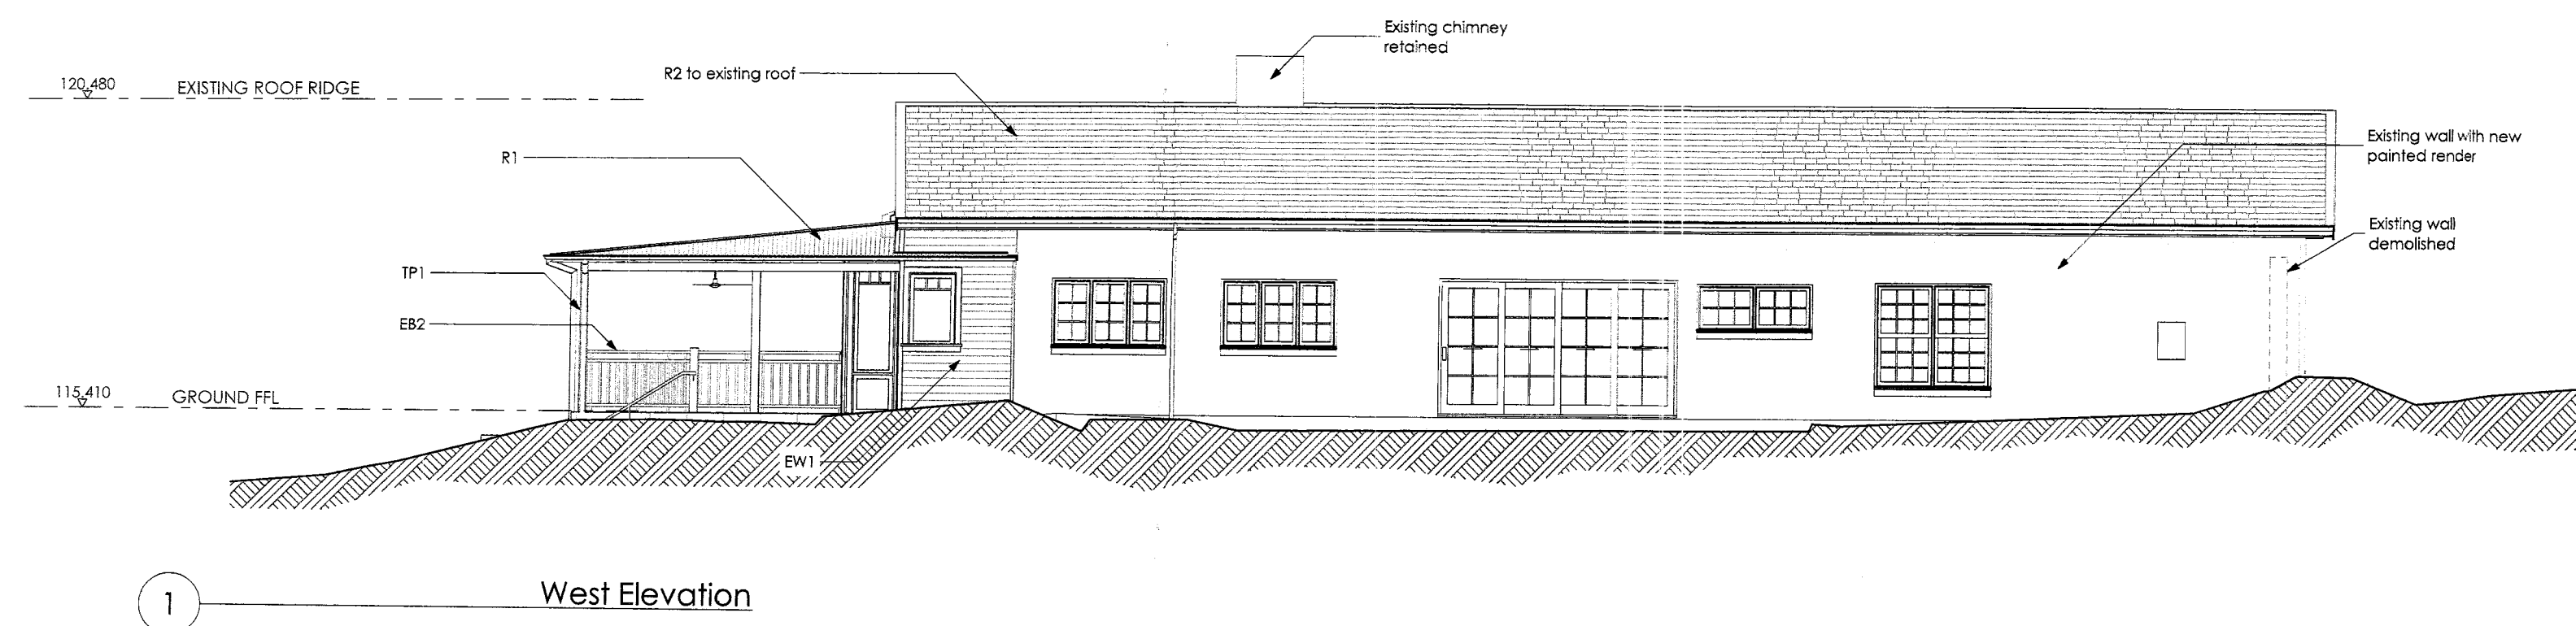 Existing chimney
retained
R2 to existing roof
120.480 EXISTING ROOF RIDGE
R1
Existing wall with new
painted render
Existing wall
demolished
TP1
EB2
115.410 GROUND FFL
EW1
1 West Elevation